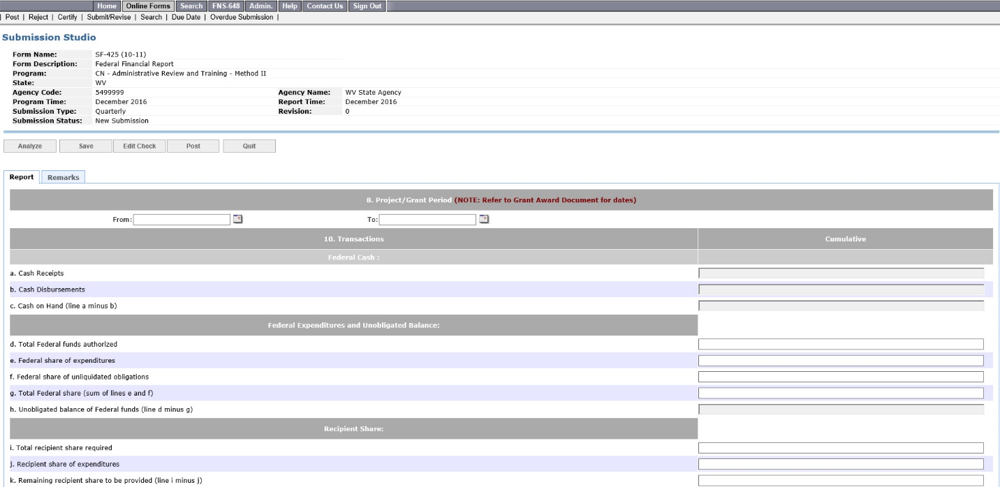 Home Online Forms Search FNS-648 Admin. Help Contact Us Sign Out
| Post | Reject | Certify | Submit/Revise | Search | Due Date | Overdue Submission |
Submission Studio
Form Name: SF-425 (10-11)
Form Description: Federal Financial Report
Program: CN - Administrative Review and Training - Method II
State: WV
Agency Code: 5499999 Agency Name: WV State Agency
Program Time: December 2016 Report Time: December 2016
Submission Type: Quarterly Revision: 0
Submission Status: New Submission
Analyze Save Edit Check Post Quit
Report Remarks
8. Project/Grant Period (NOTE: Refer to Grant Award Document for dates)
From: To:
10. Transactions Cumulative
Federal Cash :
a. Cash Receipts
b. Cash Disbursements
c. Cash on Hand (line a minus b)
Federal Expenditures and Unobligated Balance:
d. Total Federal funds authorized
e. Federal share of expenditures
f. Federal share of unliquidated obligations
g. Total Federal share (sum of lines e and f)
h. Unobligated balance of Federal funds (line d minus g)
Recipient Share:
i. Total recipient share required
j. Recipient share of expenditures
k. Remaining recipient share to be provided (line i minus j)